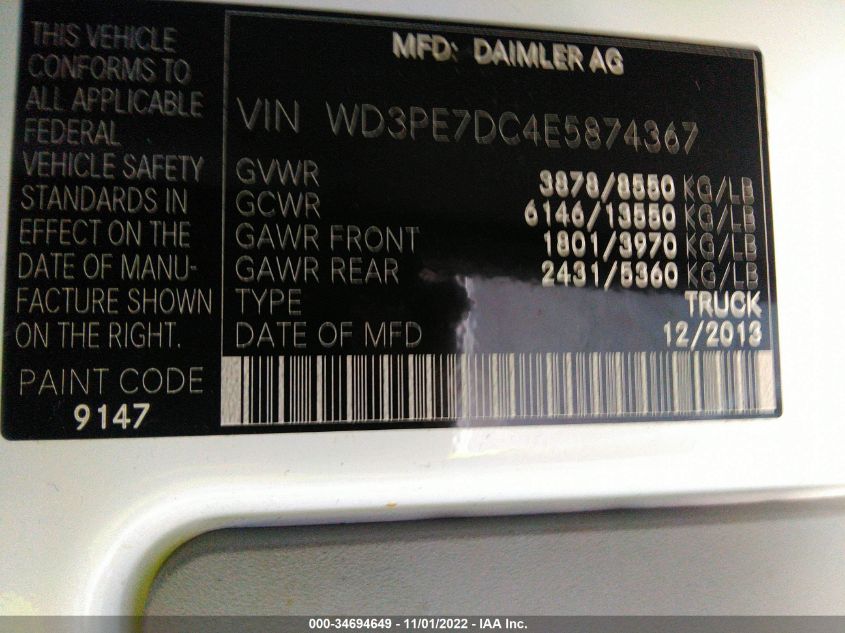 THIS VEHICLE
CONFORMS TO
ALL APPLICABLE
FEDERAL
VEHICLE SAFETY
STANDARDS IN
EFFECT ON THE
DATE OF MANU-
FACTURE SHOWN
ON THE RIGHT.
PAINT CODE
9147
MFD: DAIMLER AG
VIN WD3PE7DC4E5874367
GVWR 3878/8550 KG/LB
GCWR 6146/13550 KG/LB
GAWR FRONT 1801/3970 KG/LB
GAWR REAR 2431/5360 KG/LB
TYPE TRUCK
DATE OF MFD 12/2013
000-34694649 - 11/01/2022 - IAA Inc.